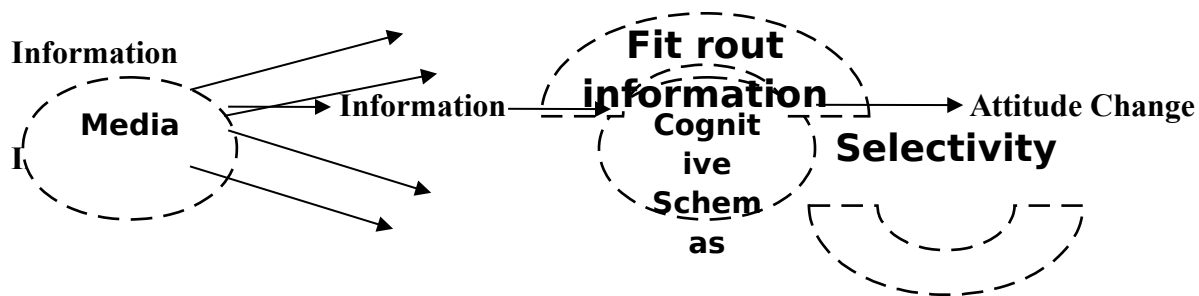 Information
Fit rout
information
Media
Information
Attitude Change
I
Cognit
ive
Schem
as
Selectivity